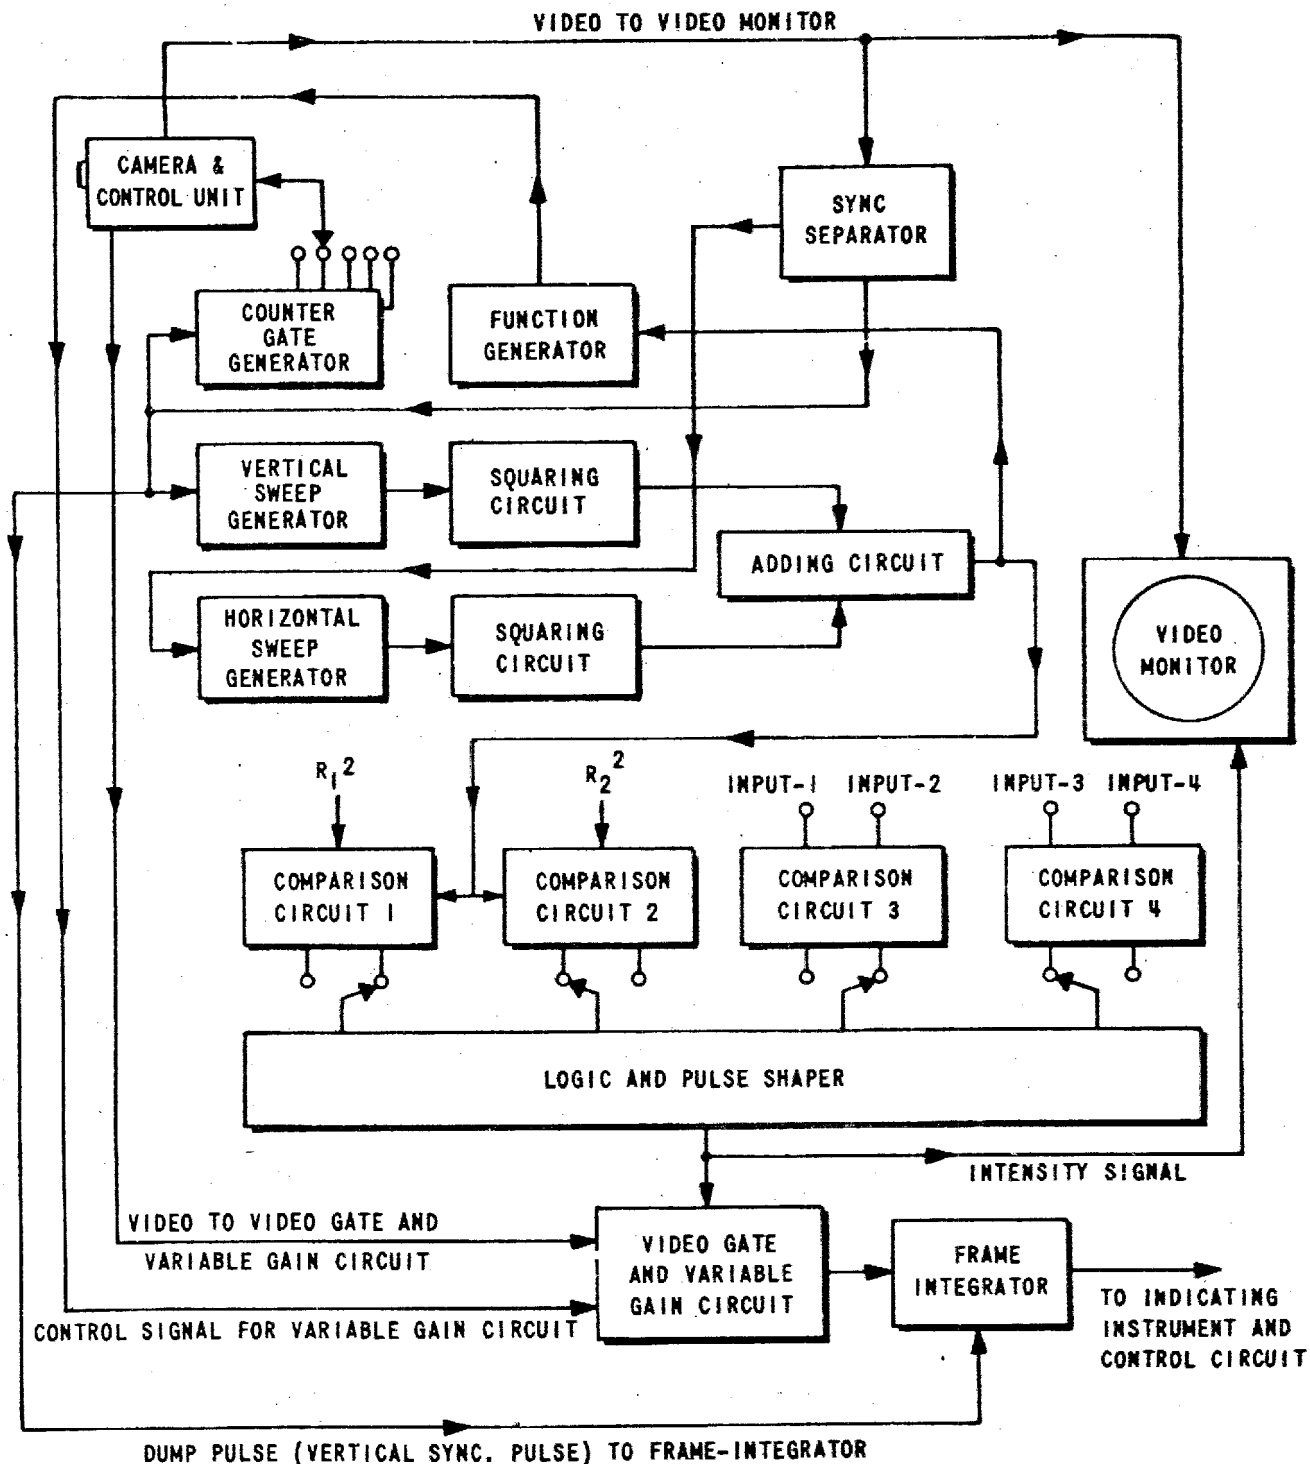 VIDEO TO VIDEO MONITOR
CAMERA &
CONTROL UNIT
SYNC
SEPARATOR
COUNTER
GATE
GENERATOR
FUNCTION
GENERATOR
VERTICAL
SWEEP
GENERATOR
SQUARING
CIRCUIT
ADDING CIRCUIT
HORIZONTAL
SWEEP
GENERATOR
SQUARING
CIRCUIT
VIDEO
MONITOR
R₁²
R₂²
INPUT-1 INPUT-2
INPUT-3 INPUT-4
COMPARISON
CIRCUIT 1
COMPARISON
CIRCUIT 2
COMPARISON
CIRCUIT 3
COMPARISON
CIRCUIT 4
LOGIC AND PULSE SHAPER
INTENSITY SIGNAL
VIDEO TO VIDEO GATE AND
VARIABLE GAIN CIRCUIT
VIDEO GATE
AND VARIABLE
GAIN CIRCUIT
FRAME
INTEGRATOR
CONTROL SIGNAL FOR VARIABLE GAIN CIRCUIT
TO INDICATING
INSTRUMENT AND
CONTROL CIRCUIT
DUMP PULSE (VERTICAL SYNC. PULSE) TO FRAME-INTEGRATOR